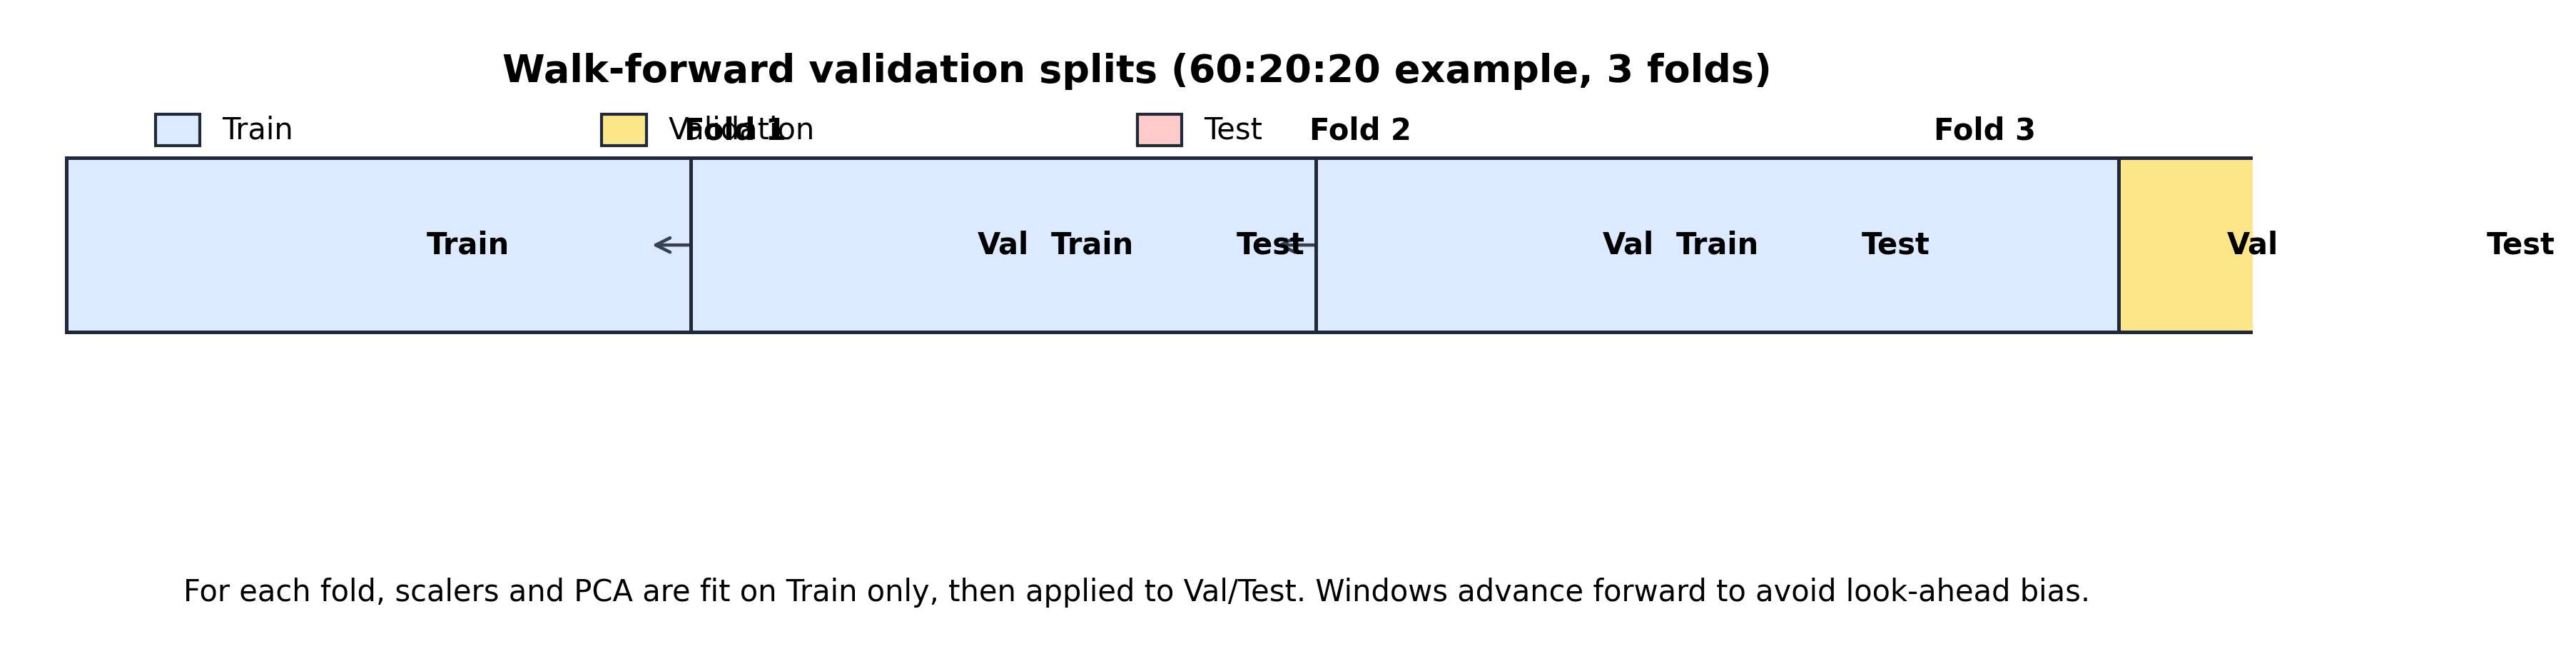 Walk-forward validation splits (60:20:20 example, 3 folds)
Train Validation Fold 1 Test Fold 2 Fold 3
Train Val Train Test Val Train Test Val Test
For each fold, scalers and PCA are fit on Train only, then applied to Val/Test. Windows advance forward to avoid look-ahead bias.